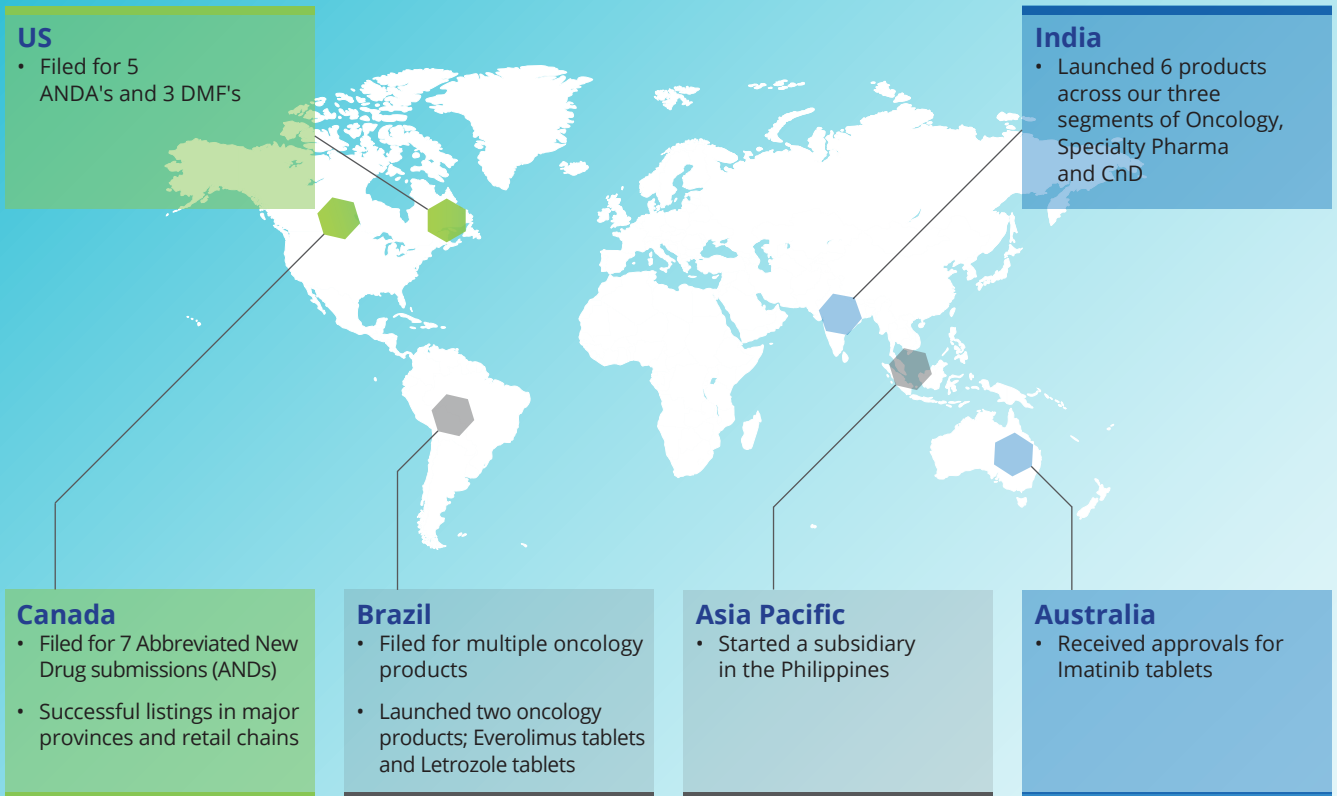 US
• Filed for 5
ANDA's and 3 DMF's
India
• Launched 6 products
across our three
segments of Oncology,
Specialty Pharma
and CnD
Canada
• Filed for 7 Abbreviated New
Drug submissions (ANDs)
• Successful listings in major
provinces and retail chains
Brazil
• Filed for multiple oncology
products
• Launched two oncology
products; Everolimus tablets
and Letrozole tablets
Asia Pacific
• Started a subsidiary
in the Philippines
Australia
• Received approvals for
Imatinib tablets